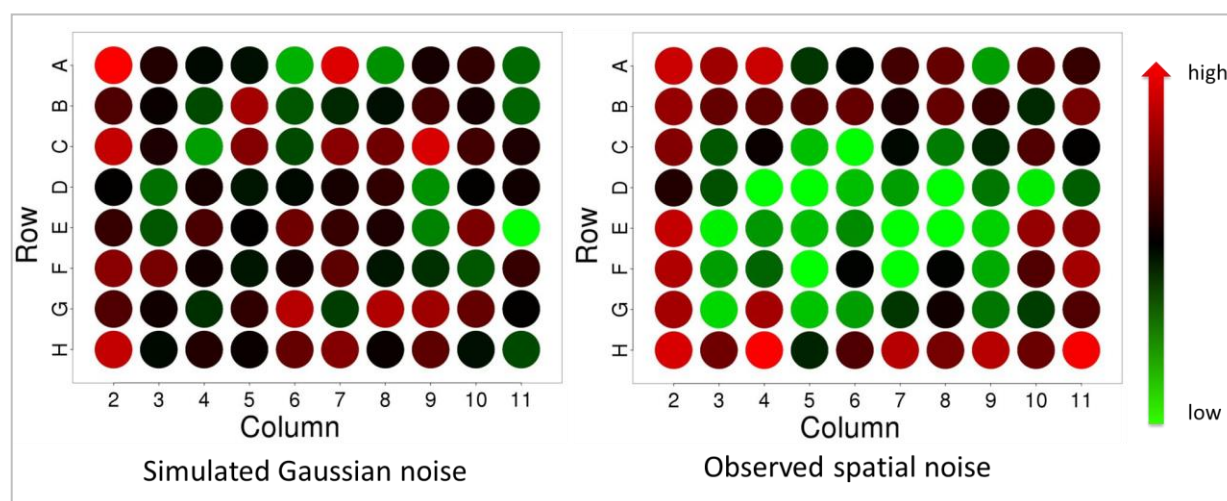 A
B
C
D
E
F
G
H
Row
2 3 4 5 6 7 8 9 10 11
Column
Simulated Gaussian noise
A
B
C
D
E
F
G
H
Row
2 3 4 5 6 7 8 9 10 11
Column
Observed spatial noise
high
low